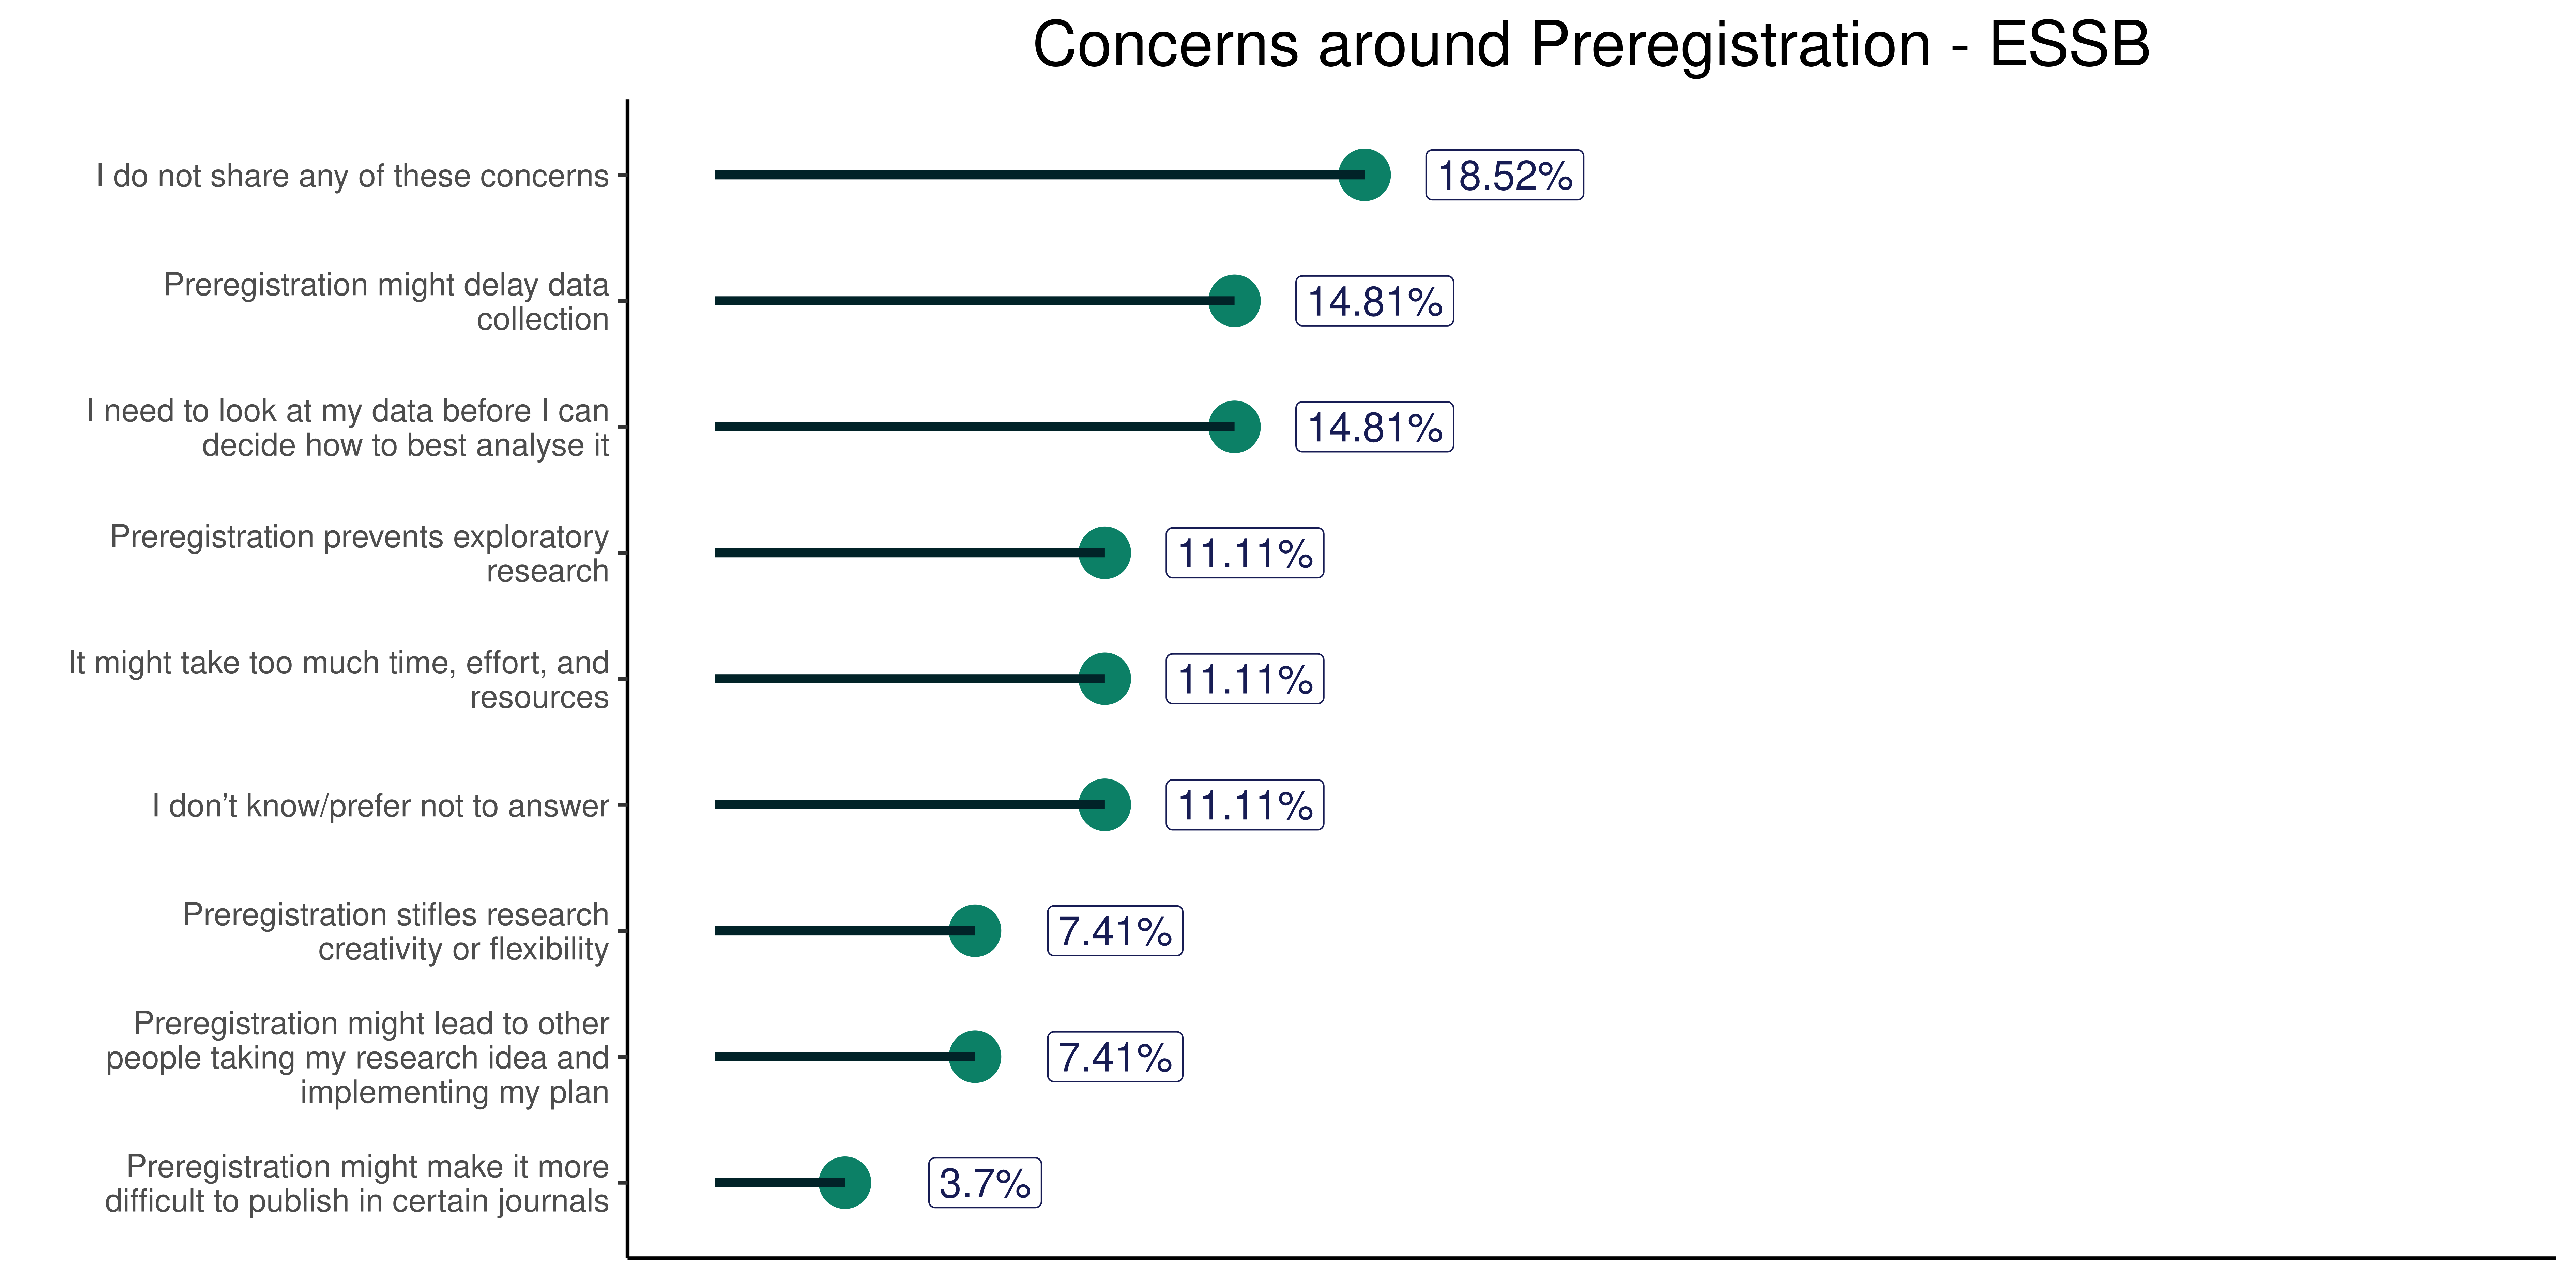 Concerns around Preregistration - ESSB
I do not share any of these concerns
18.52%
Preregistration might delay data
collection
14.81%
I need to look at my data before I can
decide how to best analyse it
14.81%
Preregistration prevents exploratory
research
11.11%
It might take too much time, effort, and
resources
11.11%
I don’t know/prefer not to answer
11.11%
Preregistration stifles research
creativity or flexibility
7.41%
Preregistration might lead to other
people taking my research idea and
implementing my plan
7.41%
Preregistration might make it more
difficult to publish in certain journals
3.7%